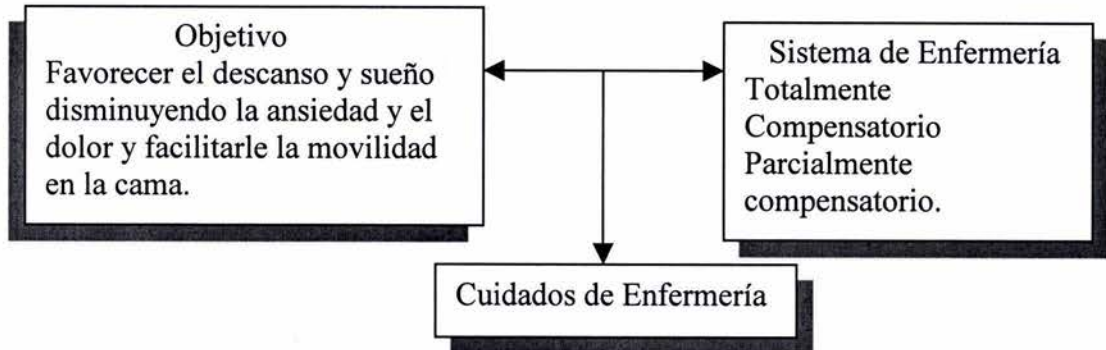 Objetivo
Favorecer el descanso y sueño
disminuyendo la ansiedad y el
dolor y facilitarle la movilidad
en la cama.
Sistema de Enfermería
Totalmente
Compensatorio
Parcialmente
compensatorio.
Cuidados de Enfermería